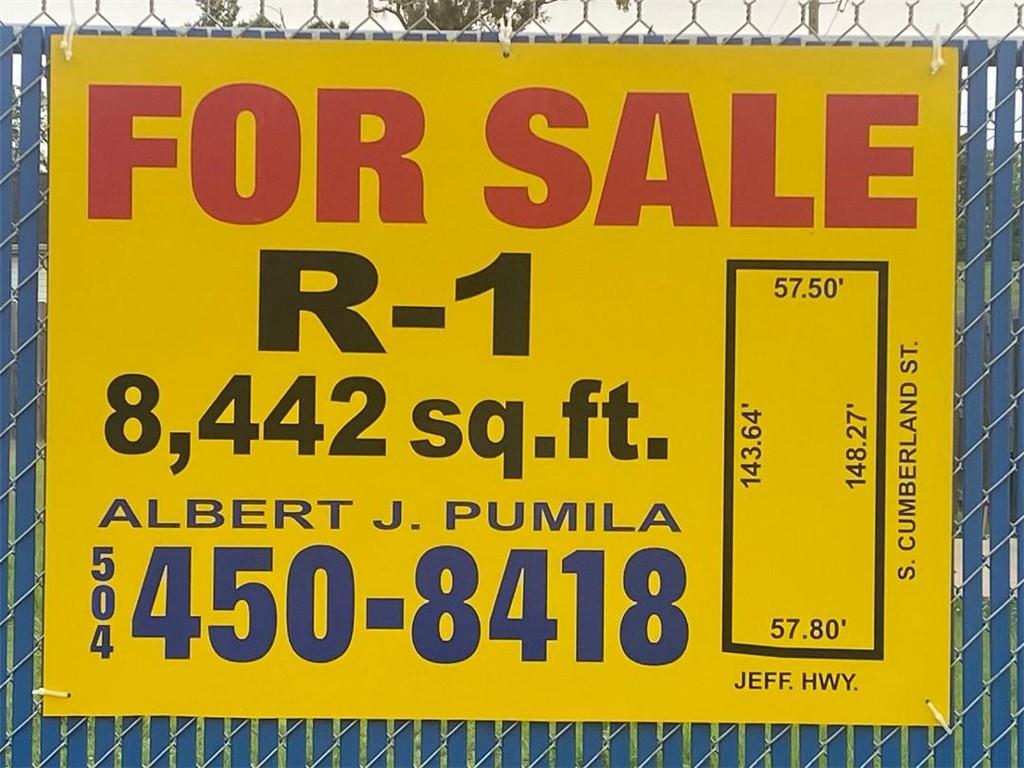 FOR SALE
R-1
8,442 sq.ft.
ALBERT J. PUMILA
504 450-8418
57.50'
143.64'
148.27'
57.80'
S. CUMBERLAND ST.
JEFF. HWY.